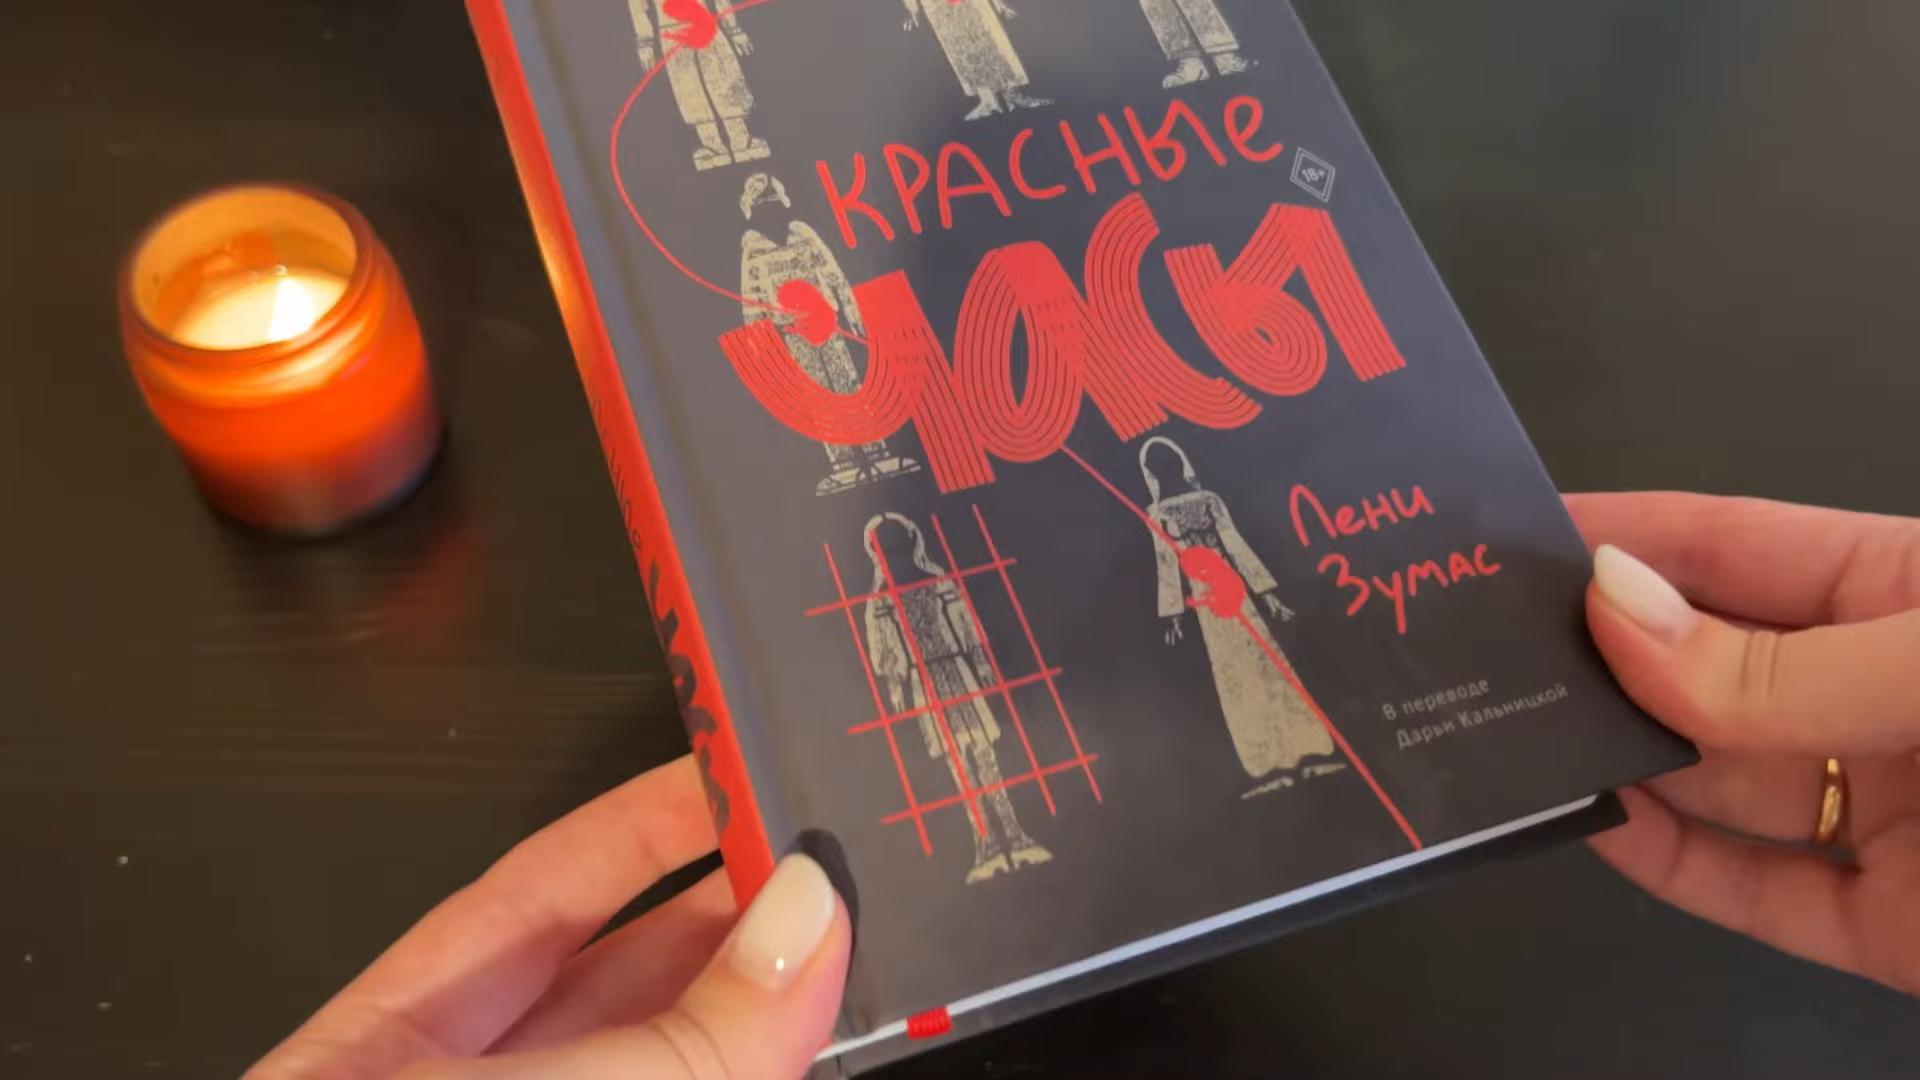 КРАСНЫЕ
18+
ЧАСЫ
Лени
Зумас
В переводе
Дарьи Кальницкой